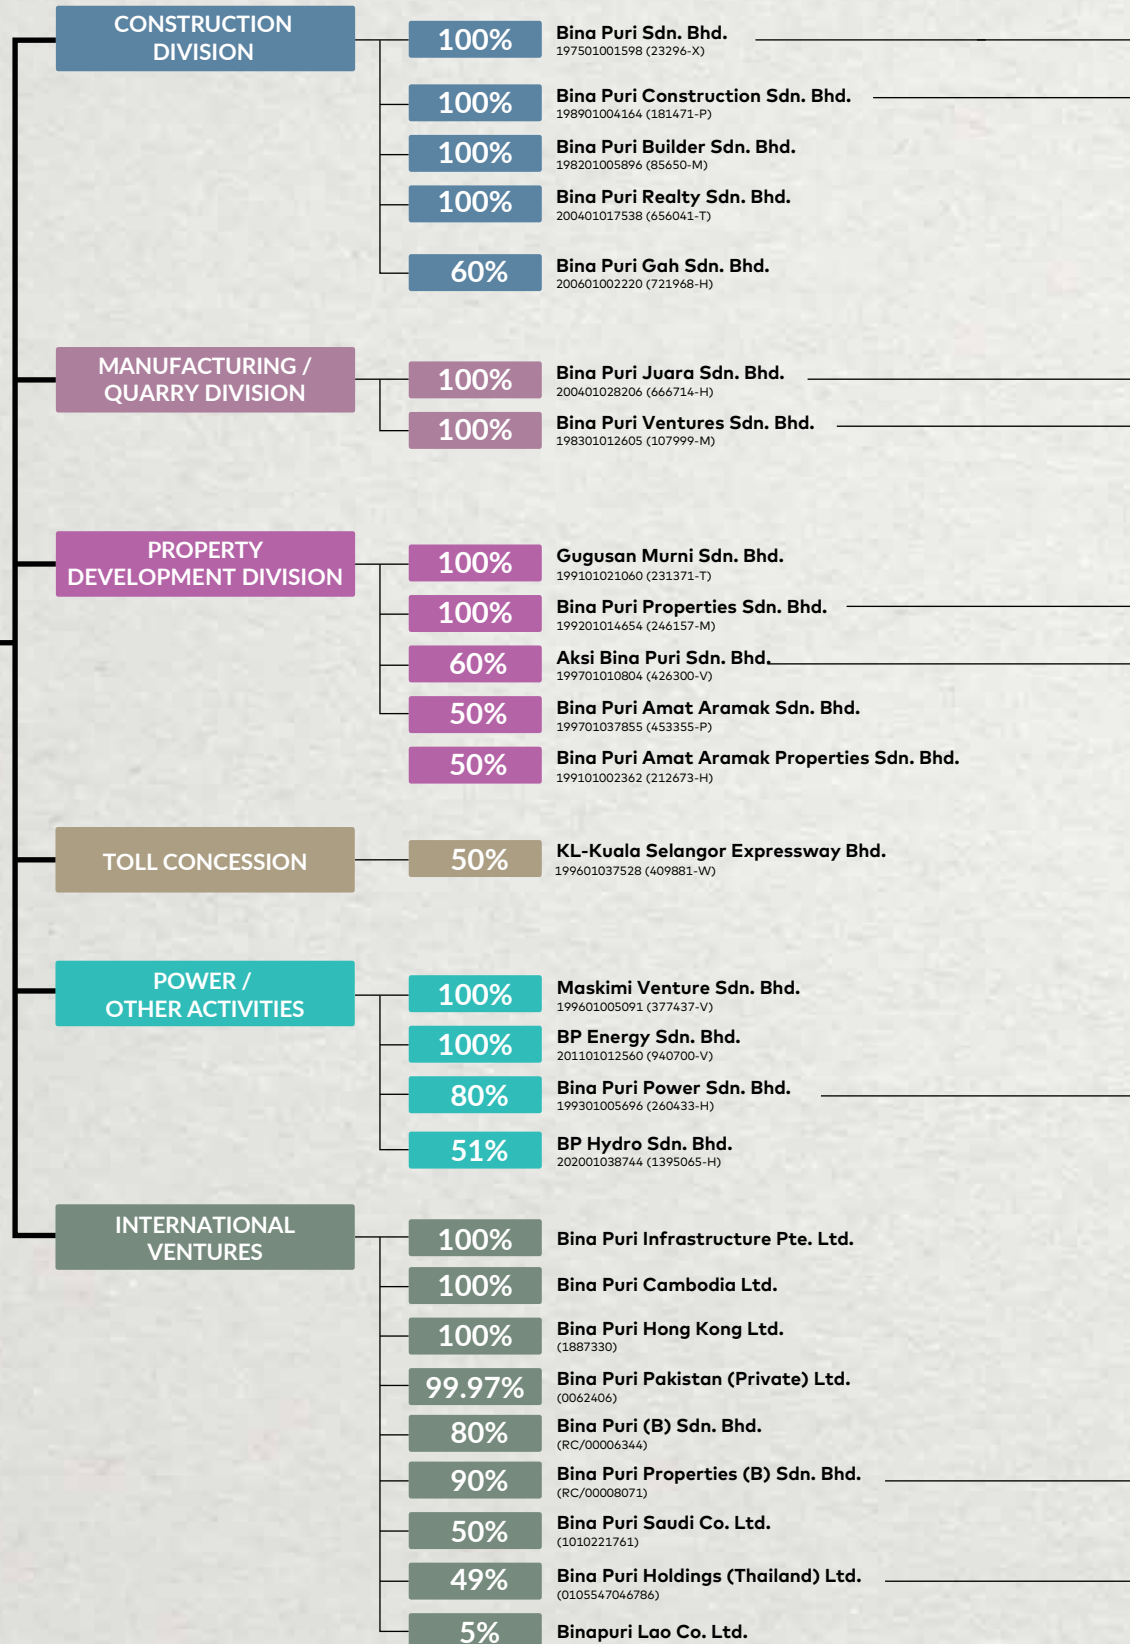 CONSTRUCTION
DIVISION
100%
Bina Puri Sdn. Bhd.
197501001598 (23296-X)
100%
Bina Puri Construction Sdn. Bhd.
198901004164 (181471-P)
100%
Bina Puri Builder Sdn. Bhd.
198201005896 (85650-M)
100%
Bina Puri Realty Sdn. Bhd.
200401017538 (656041-T)
60%
Bina Puri Gah Sdn. Bhd.
200601002220 (721968-H)
MANUFACTURING /
QUARRY DIVISION
100%
Bina Puri Juara Sdn. Bhd.
200401028206 (666714-H)
100%
Bina Puri Ventures Sdn. Bhd.
198301012605 (107999-M)
PROPERTY
DEVELOPMENT DIVISION
100%
Gugusan Murni Sdn. Bhd.
199101021060 (231371-T)
100%
Bina Puri Properties Sdn. Bhd.
199201014654 (246157-M)
60%
Aksi Bina Puri Sdn. Bhd.
199701010804 (426300-V)
50%
Bina Puri Amat Aramak Sdn. Bhd.
199701037855 (453355-P)
50%
Bina Puri Amat Aramak Properties Sdn. Bhd.
199101002362 (212673-H)
TOLL CONCESSION
50%
KL-Kuala Selangor Expressway Bhd.
199601037528 (409881-W)
POWER /
OTHER ACTIVITIES
100%
Maskimi Venture Sdn. Bhd.
199601005091 (377437-V)
100%
BP Energy Sdn. Bhd.
201101012560 (940700-V)
80%
Bina Puri Power Sdn. Bhd.
199301005696 (260433-H)
51%
BP Hydro Sdn. Bhd.
202001038744 (1395065-H)
INTERNATIONAL
VENTURES
100%
Bina Puri Infrastructure Pte. Ltd.
100%
Bina Puri Cambodia Ltd.
100%
Bina Puri Hong Kong Ltd.
(1887330)
99.97%
Bina Puri Pakistan (Private) Ltd.
(0062406)
80%
Bina Puri (B) Sdn. Bhd.
(RC/00006344)
90%
Bina Puri Properties (B) Sdn. Bhd.
(RC/00008071)
50%
Bina Puri Saudi Co. Ltd.
(1010221761)
49%
Bina Puri Holdings (Thailand) Ltd.
(0105547046786)
5%
Binapuri Lao Co. Ltd.